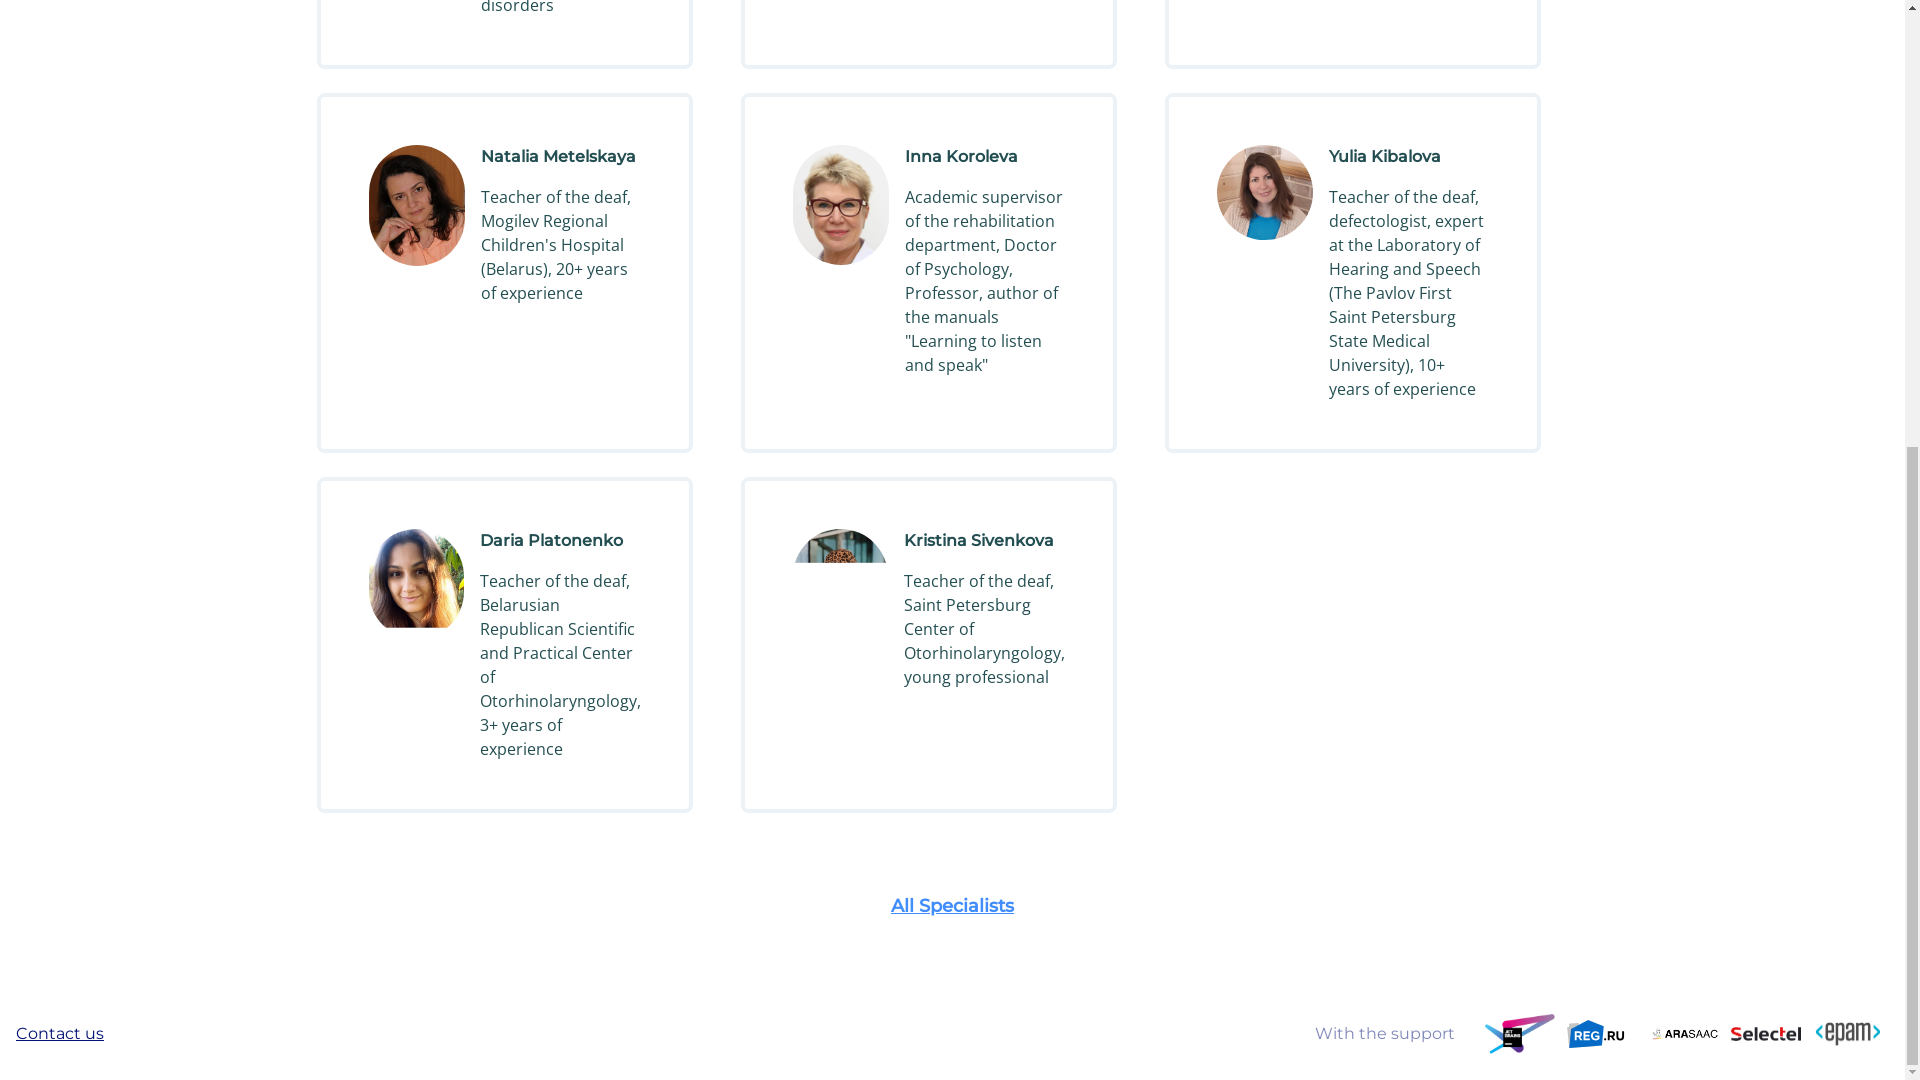 disorders
Natalia Metelskaya
Teacher of the deaf,
Mogilev Regional
Children's Hospital
(Belarus), 20+ years
of experience
Inna Koroleva
Academic supervisor
of the rehabilitation
department, Doctor
of Psychology,
Professor, author of
the manuals
"Learning to listen
and speak"
Yulia Kibalova
Teacher of the deaf,
defectologist, expert
at the Laboratory of
Hearing and Speech
(The Pavlov First
Saint Petersburg
State Medical
University), 10+
years of experience
Daria Platonenko
Teacher of the deaf,
Belarusian
Republican Scientific
and Practical Center
of
Otorhinolaryngology,
3+ years of
experience
Kristina Sivenkova
Teacher of the deaf,
Saint Petersburg
Center of
Otorhinolaryngology,
young professional
All Specialists
Contact us
With the support
JET
BRAINS
REG.RU
ARASAAC
Selectel
<epam>